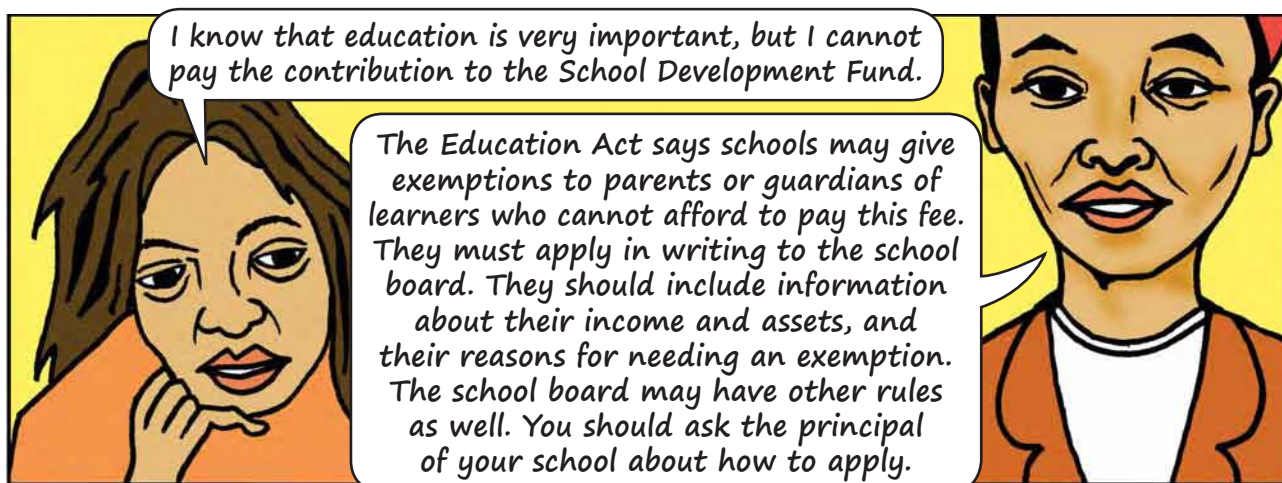 I know that education is very important, but I cannot
pay the contribution to the School Development Fund.
The Education Act says schools may give
exemptions to parents or guardians of
learners who cannot afford to pay this fee.
They must apply in writing to the school
board. They should include information
about their income and assets, and
their reasons for needing an exemption.
The school board may have other rules
as well. You should ask the principal
of your school about how to apply.